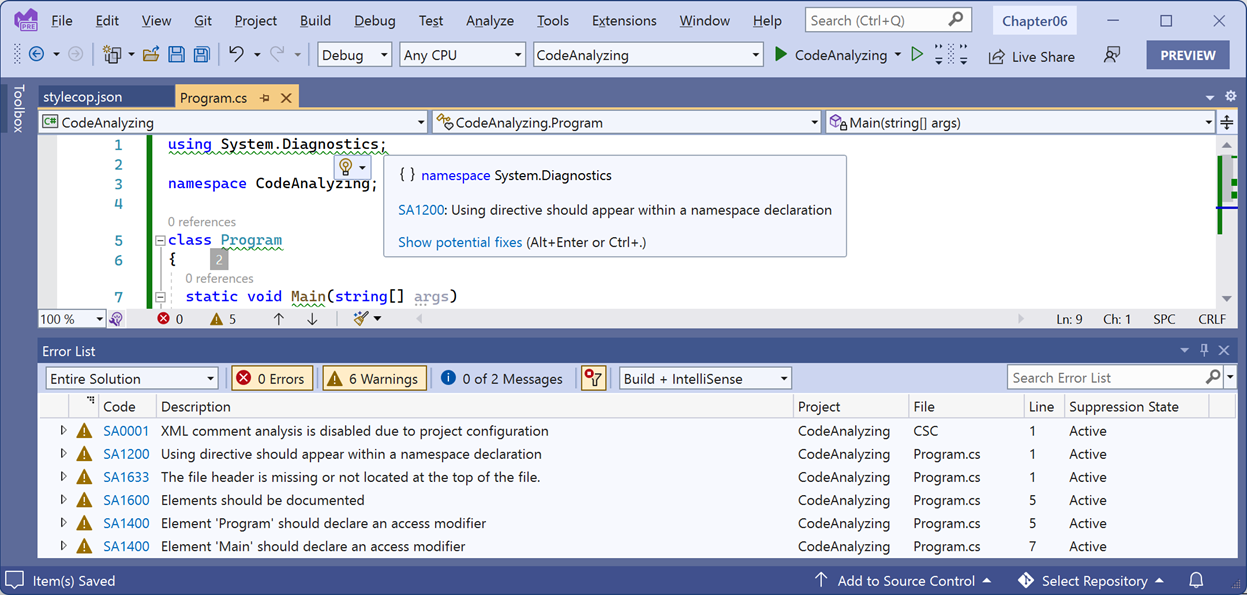 PRE File Edit View Git Project Build Debug Test Analyze Tools Extensions Window Help Search (Ctrl+Q) Chapter06
Debug Any CPU CodeAnalyzing CodeAnalyzing Live Share PREVIEW
Toolbox
stylecop.json Program.cs
C# CodeAnalyzing CodeAnalyzing.Program Main(string[] args)
1 using System.Diagnostics;
2
3 namespace CodeAnalyzing;
4
{ } namespace System.Diagnostics
SA1200: Using directive should appear within a namespace declaration
Show potential fixes (Alt+Enter or Ctrl+.)
0 references
5 class Program
6 { 2
0 references
7 static void Main(string[] args)
100 % 0 5 Ln: 9 Ch: 1 SPC CRLF
Error List
Entire Solution 0 Errors 6 Warnings 0 of 2 Messages Build + IntelliSense Search Error List
Code Description Project File Line Suppression State
SA0001 XML comment analysis is disabled due to project configuration CodeAnalyzing CSC 1 Active
SA1200 Using directive should appear within a namespace declaration CodeAnalyzing Program.cs 1 Active
SA1633 The file header is missing or not located at the top of the file. CodeAnalyzing Program.cs 1 Active
SA1600 Elements should be documented CodeAnalyzing Program.cs 5 Active
SA1400 Element 'Program' should declare an access modifier CodeAnalyzing Program.cs 5 Active
SA1400 Element 'Main' should declare an access modifier CodeAnalyzing Program.cs 7 Active
Item(s) Saved Add to Source Control Select Repository